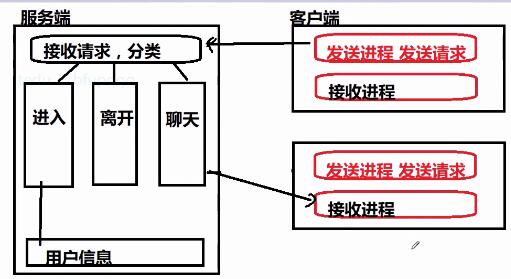 服务端
接收请求，分类
进入
离开
聊天
用户信息
客户端
发送进程 发送请求
接收进程
发送进程 发送请求
接收进程